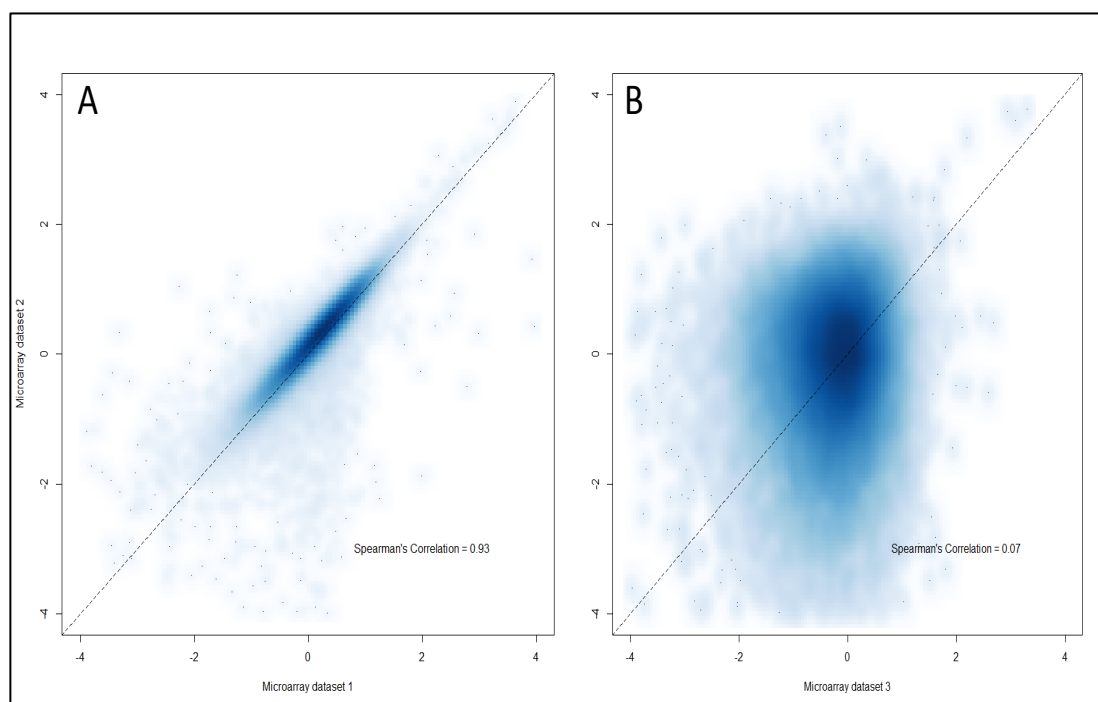 A
B
4
2
0
-2
-4
Microarray dataset 2
Spearman's Correlation = 0.93
-4 -2 0 2 4
Microarray dataset 1
4
2
0
-2
-4
Spearman's Correlation = 0.07
-4 -2 0 2 4
Microarray dataset 3